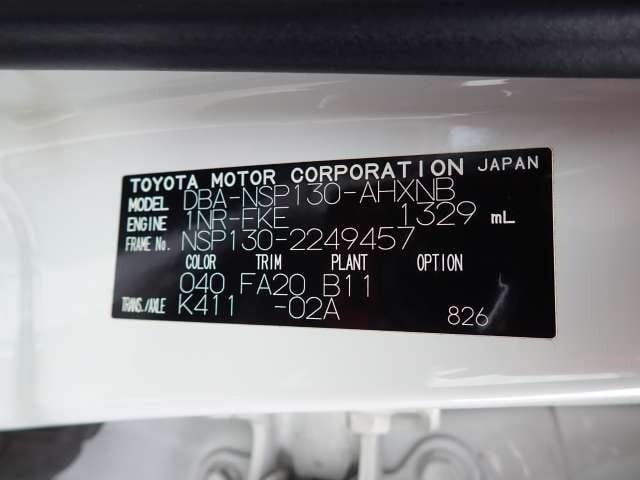 TOYOTA MOTOR CORPORATION JAPAN
MODEL DBA-NSP130-AHXNB
ENGINE 1NR-FKE 1329 mL
FRAME No. NSP130-2249457
COLOR TRIM PLANT OPTION
040 FA20 B11
TRANS./AXLE K411 -02A
826